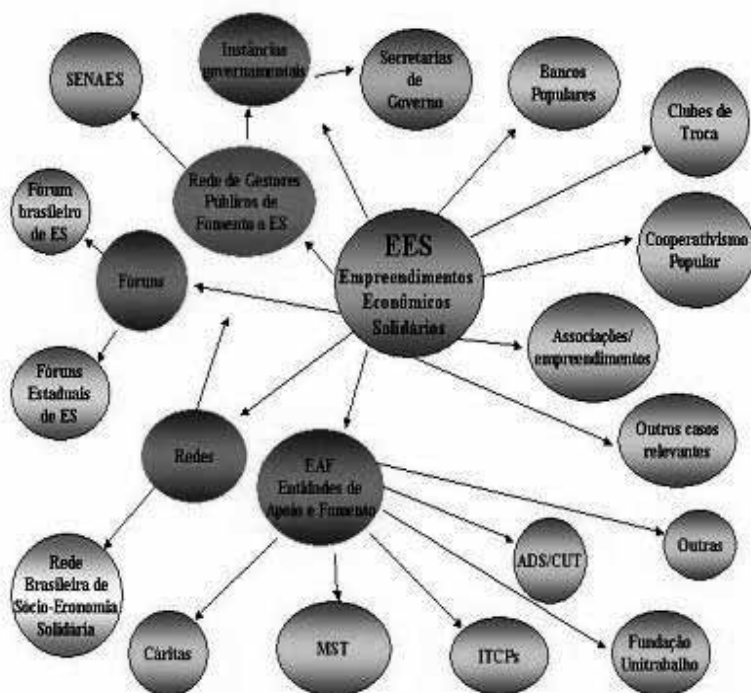 Instâncias
governamentais
Secretarias
de
Governo
SENAES
Bancos
Populares
Clubes de
Troca
Rede de Gestores
Públicos de
Fomento a ES
Fórum
brasileiro
de ES
EES
Empreendimentos
Econômicos
Solidários
Cooperativismo
Popular
Fóruns
Associações/
empreendimentos
Fóruns
Estaduais
de ES
Outros casos
relevantes
Redes
EAF
Entidades de
Apoio e Fomento
Outras
ADS/CUT
Rede
Brasileira de
Sócio-Economia
Solidária
Cáritas
MST
ITCPs
Fundação
Unitrabalho